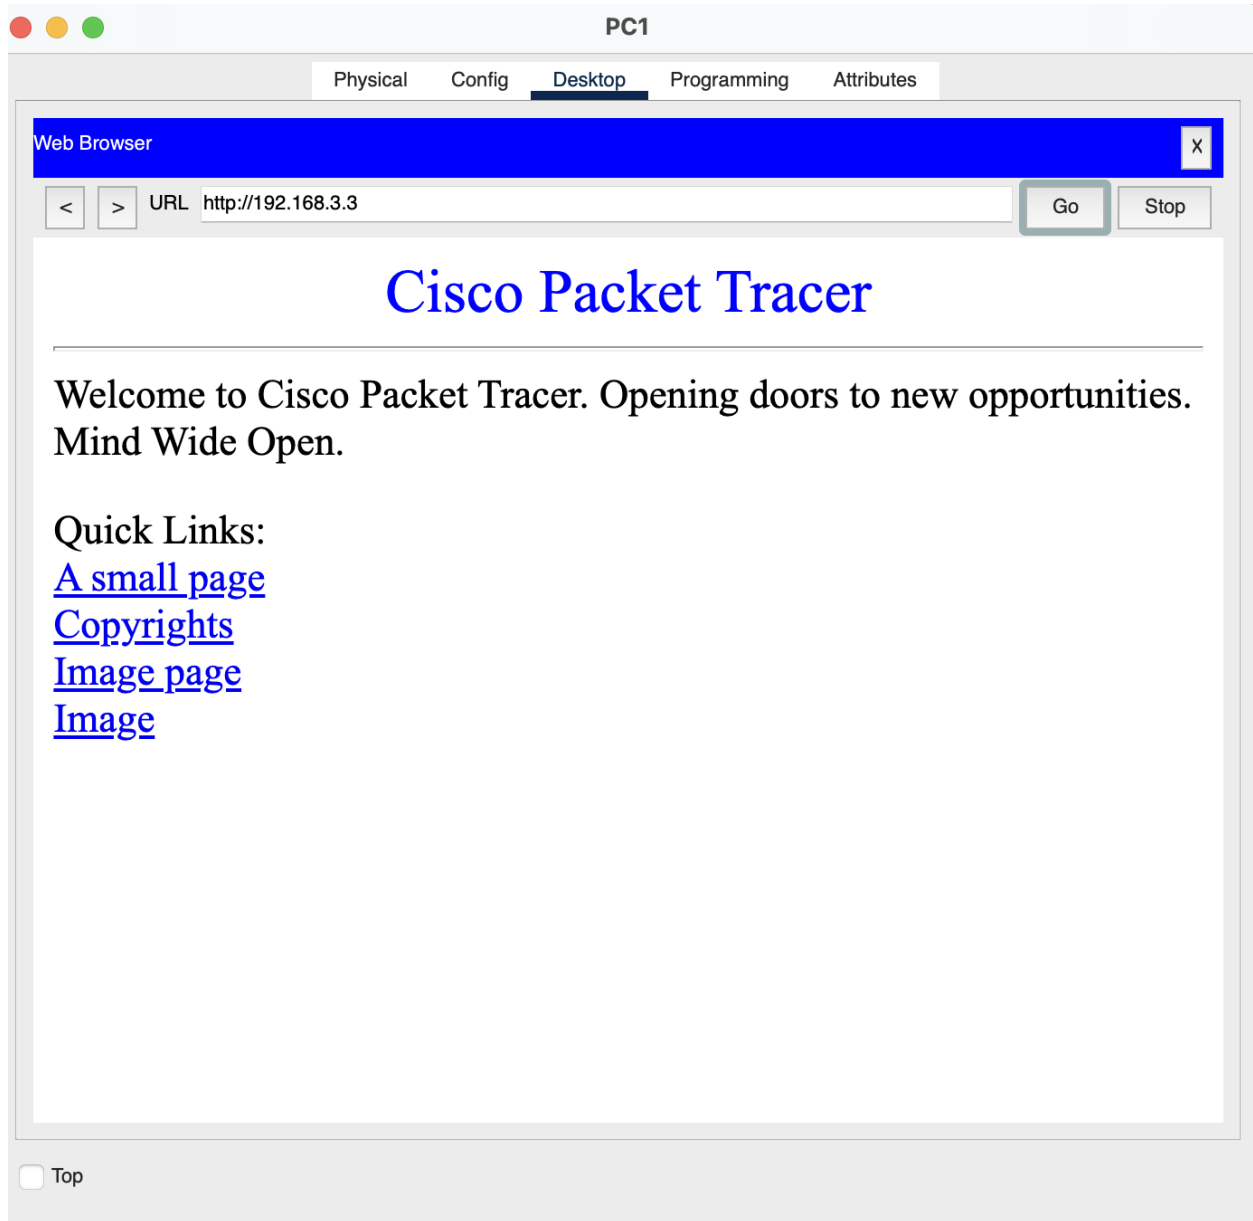 PC1
Physical Config Desktop Programming Attributes
Web Browser X
< > URL http://192.168.3.3 Go Stop
Cisco Packet Tracer
Welcome to Cisco Packet Tracer. Opening doors to new opportunities.
Mind Wide Open.
Quick Links:
A small page
Copyrights
Image page
Image
Top